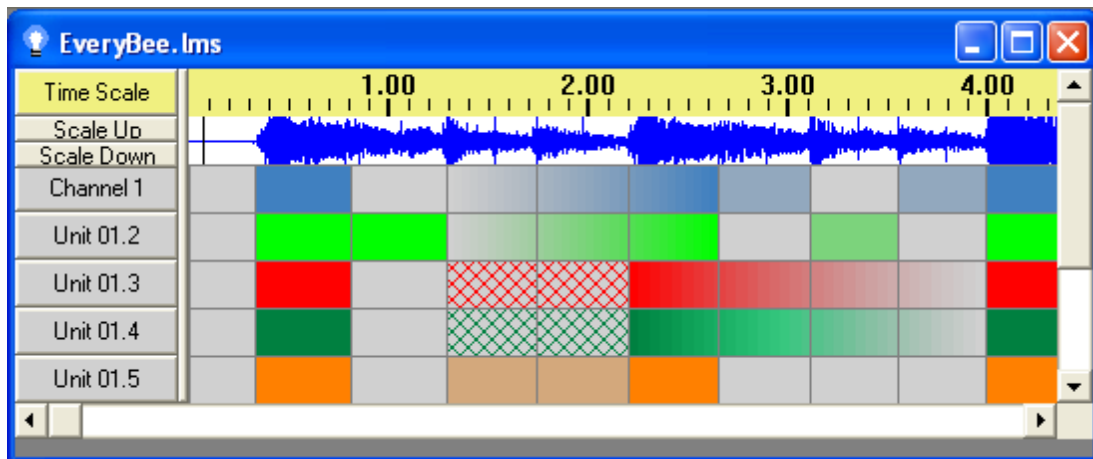 EveryBee.lms
Time Scale 1.00 2.00 3.00 4.00
Scale Up
Scale Down
Channel 1
Unit 01.2
Unit 01.3
Unit 01.4
Unit 01.5